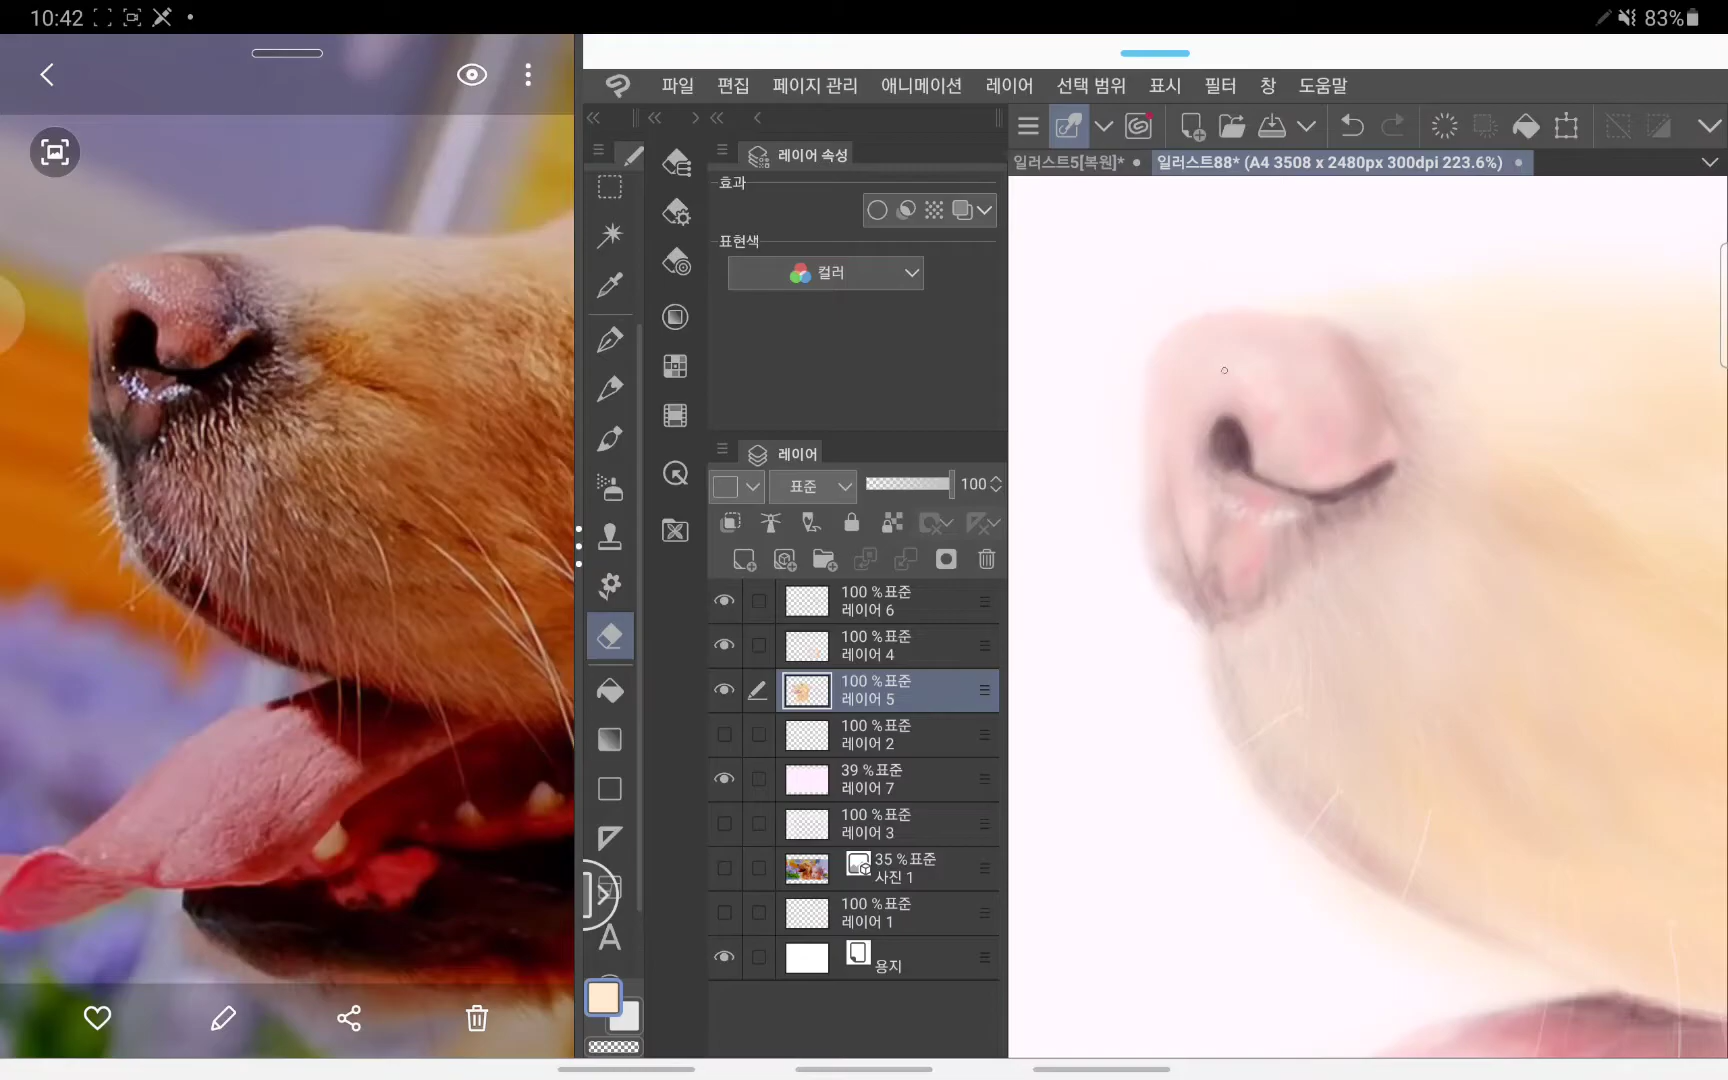 10:42
83%
파일 편집 페이지 관리 애니메이션 레이어 선택 범위 표시 필터 창 도움말
레이어 속성
일러스트5[복원]* 일러스트88* (A4 3508 x 2480px 300dpi 223.6%)
효과
표현색
컬러
레이어
표준 100
100 %표준
레이어 6
100 %표준
레이어 4
100 %표준
레이어 5
100 %표준
레이어 2
39 %표준
레이어 7
100 %표준
레이어 3
35 %표준
사진 1
100 %표준
레이어 1
용지